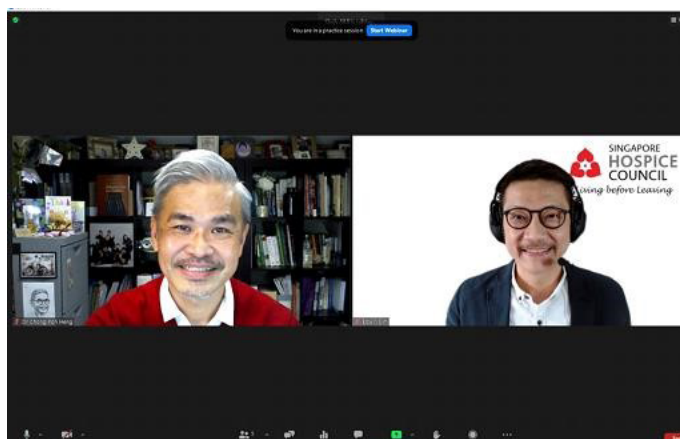 You are in a practice session Start Webinar
SINGAPORE
HOSPICE
COUNCIL
Living before Leaving